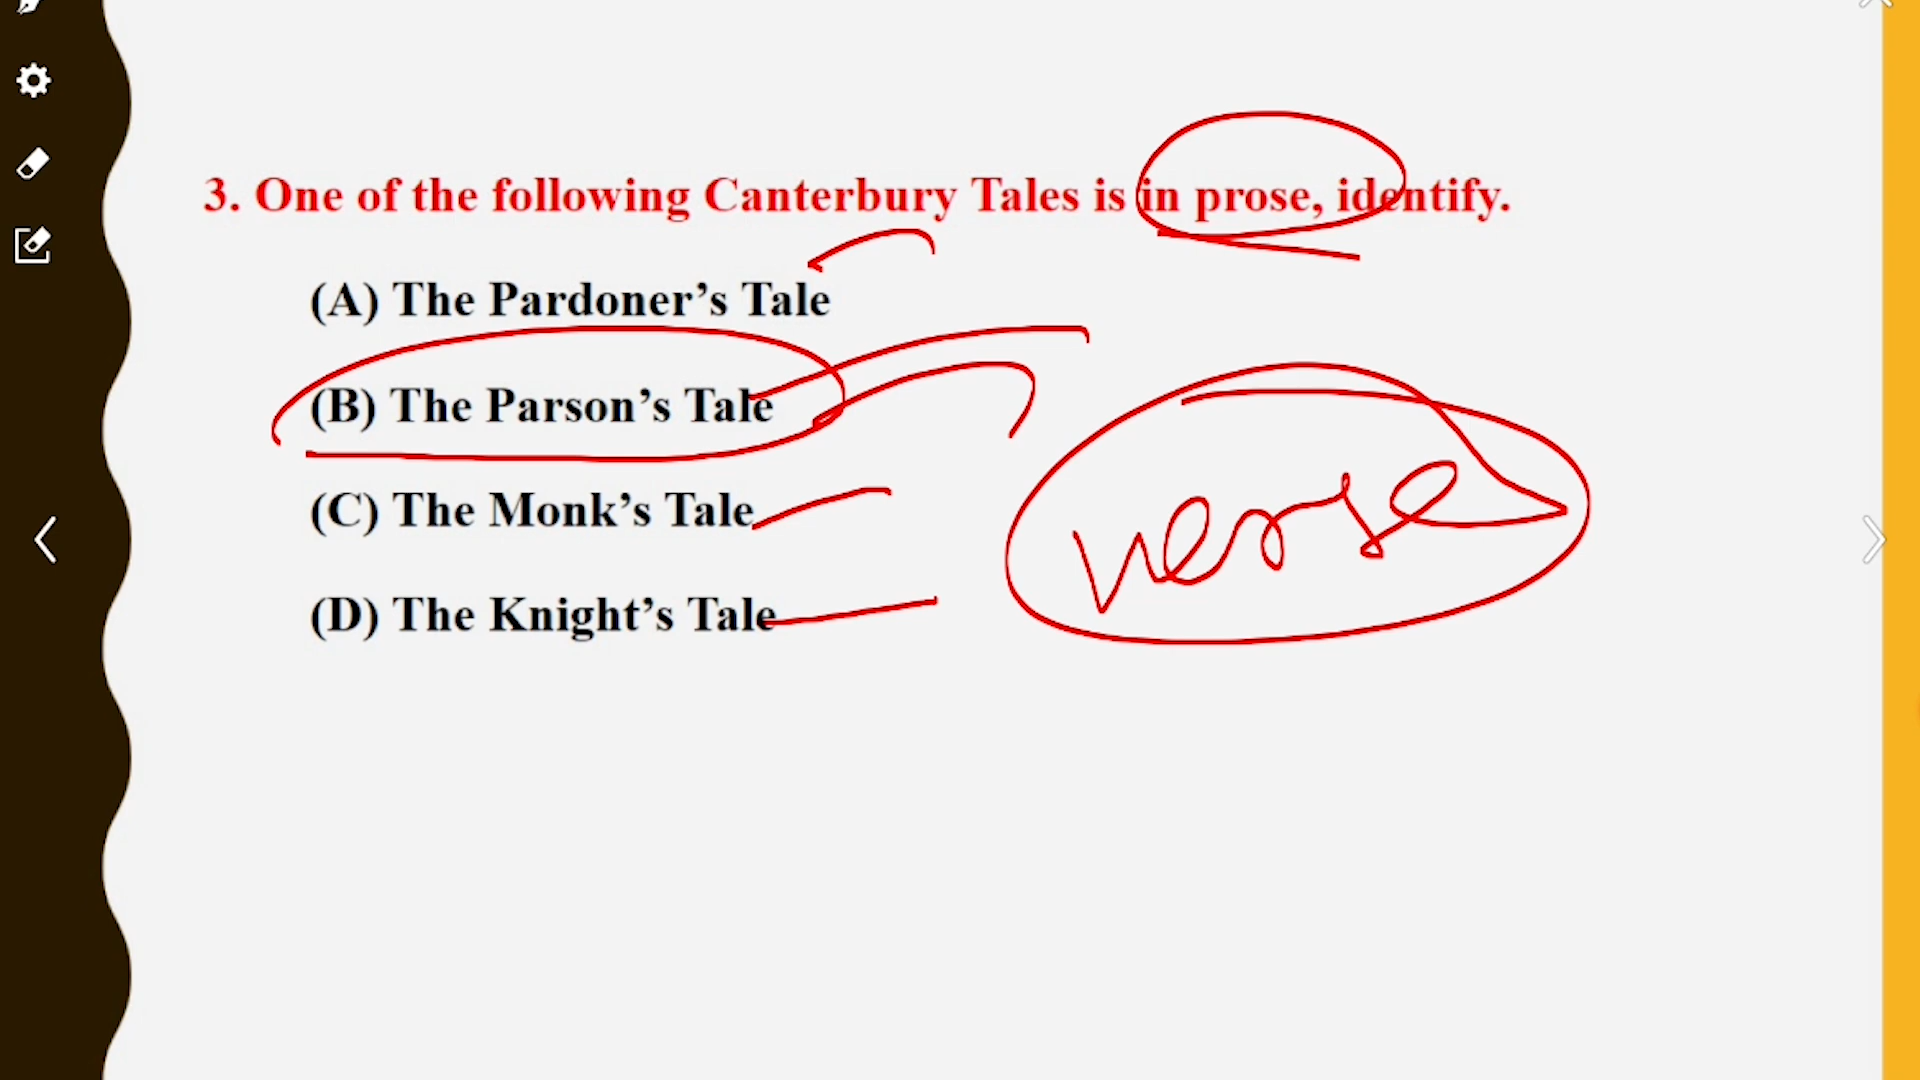 3. One of the following Canterbury Tales is in prose, identify.
(A) The Pardoner’s Tale
(B) The Parson’s Tale
(C) The Monk’s Tale
(D) The Knight’s Tale
verse